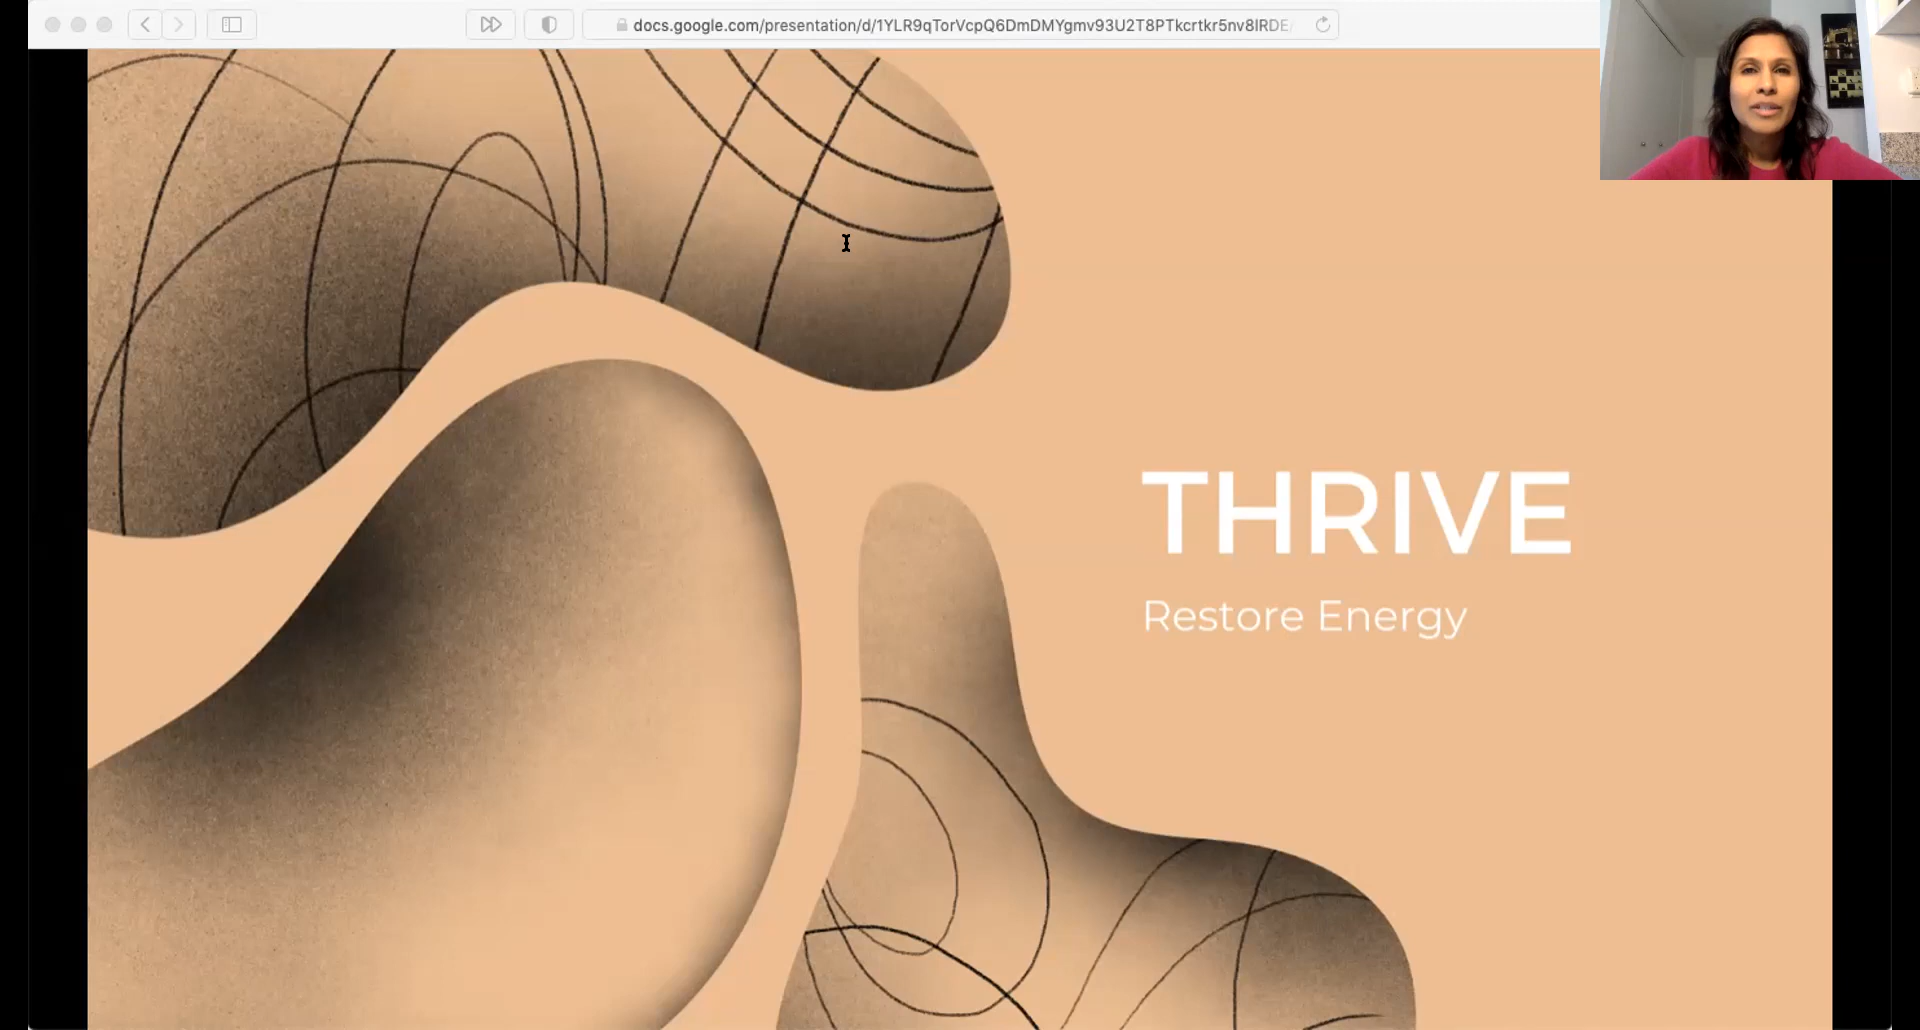 docs.google.com/presentation/d/1YLR9qTorVcpQ6DmDMYgmv93U2T8PTkcrtkr5nv8IRDE/
THRIVE
Restore Energy